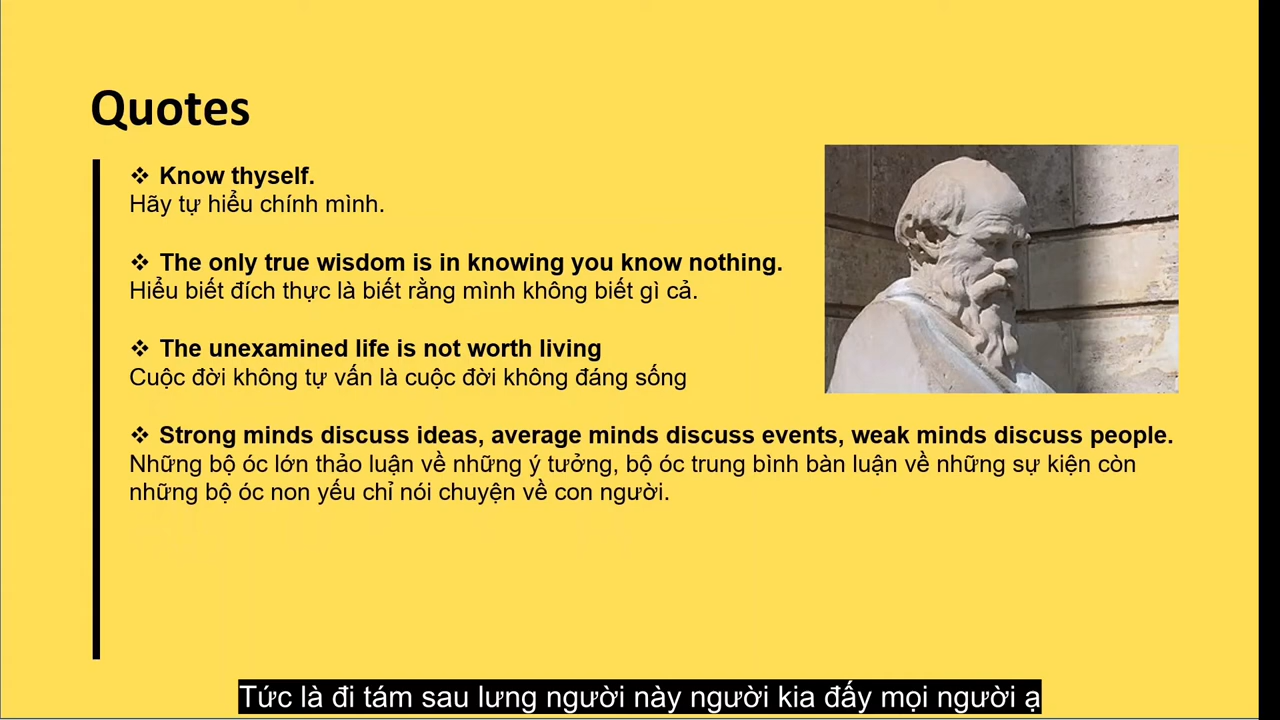 Quotes
❖ Know thyself.
Hãy tự hiểu chính mình.
❖ The only true wisdom is in knowing you know nothing.
Hiểu biết đích thực là biết rằng mình không biết gì cả.
❖ The unexamined life is not worth living
Cuộc đời không tự vấn là cuộc đời không đáng sống
❖ Strong minds discuss ideas, average minds discuss events, weak minds discuss people.
Những bộ óc lớn thảo luận về những ý tưởng, bộ óc trung bình bàn luận về những sự kiện còn
những bộ óc non yếu chỉ nói chuyện về con người.
Tức là đi tám sau lưng người này người kia đấy mọi người ạ